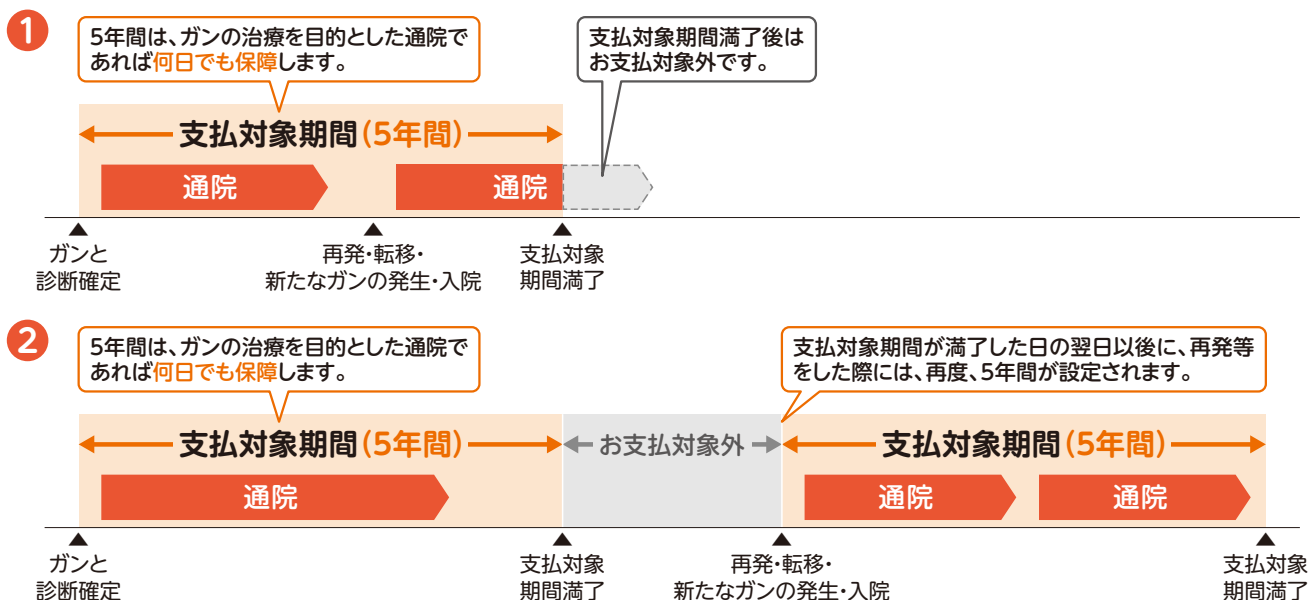 1
5年間は、ガンの治療を目的とした通院で
あれば何日でも保障します。
支払対象期間満了後は
お支払対象外です。
支払対象期間(5年間)
通院
通院
ガンと
診断確定
再発・転移・
新たなガンの発生・入院
支払対象
期間満了
2
5年間は、ガンの治療を目的とした通院で
あれば何日でも保障します。
支払対象期間が満了した日の翌日以後に、再発等
をした際には、再度、5年間が設定されます。
支払対象期間(5年間)
お支払対象外
支払対象期間(5年間)
通院
通院
通院
ガンと
診断確定
支払対象
期間満了
再発・転移・
新たなガンの発生・入院
支払対象
期間満了